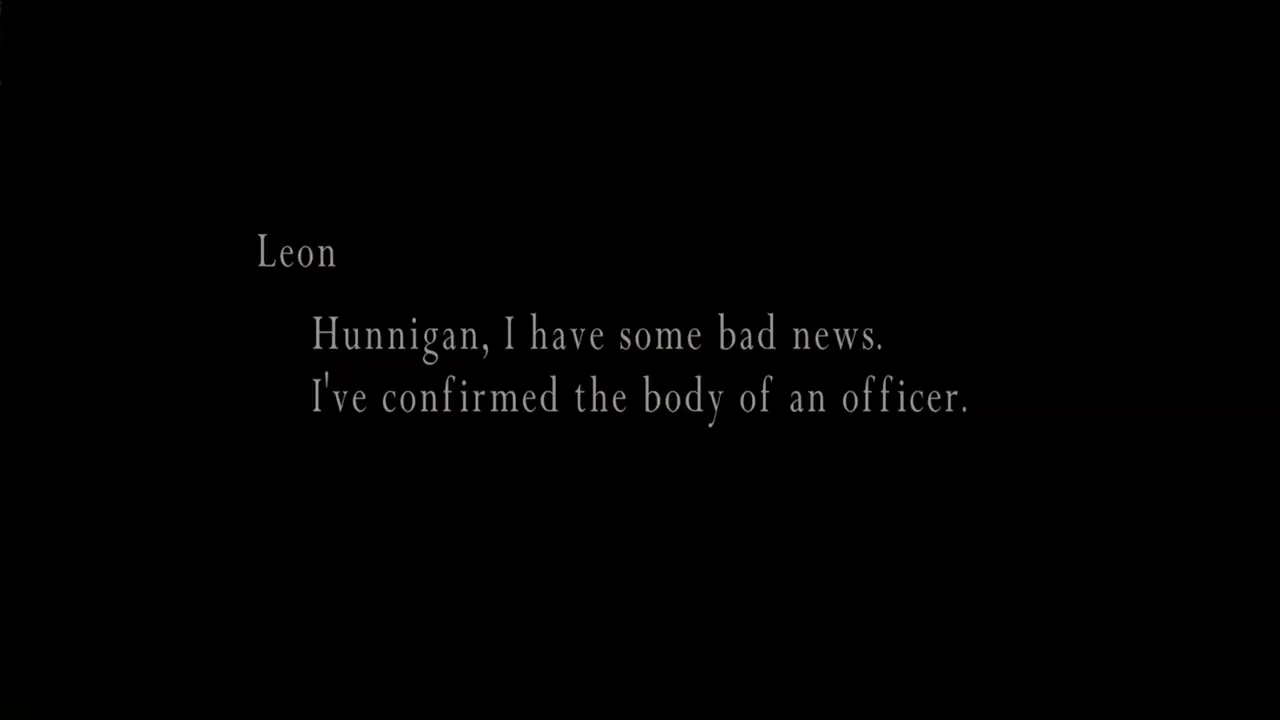 Leon
Hunnigan, I have some bad news.
I've confirmed the body of an officer.